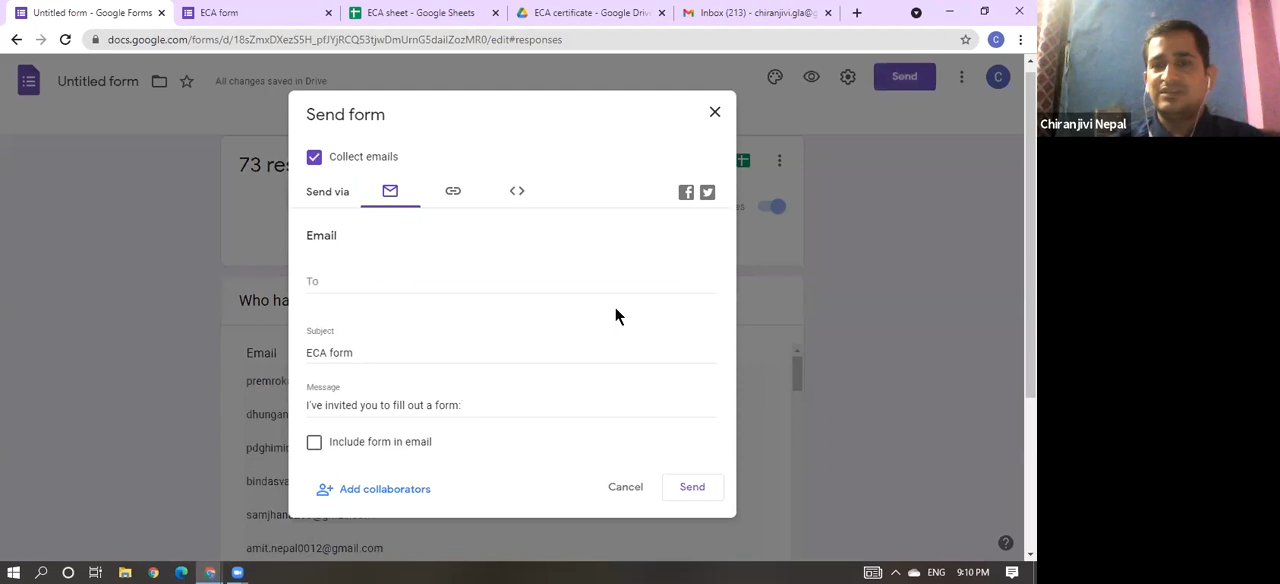 Untitled form - Google Forms
ECA form
ECA sheet - Google Sheets
ECA certificate - Google Drive
Inbox (213) - chiranjivi.gla@g
docs.google.com/forms/d/
/edit#responses
C
Untitled form
All changes saved in Drive
Send
C
Chiranjivi Nepal
Send form
Collect emails
Send via
Email
To
Subject
ECA form
Message
I've invited you to fill out a form:
Include form in email
Add collaborators
Cancel
Send
73 res
es
Who ha
Email
premrok
dhungan
pdghimir
bindasva
amit.nepal0012@gmail.com
ENG
9:10 PM